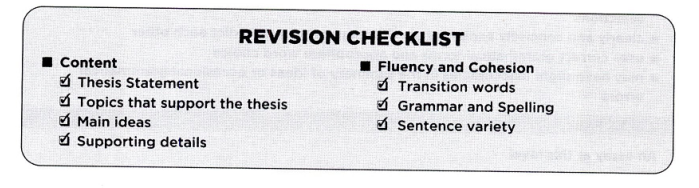 REVISION CHECKLIST
■ Content
☑ Thesis Statement
☑ Topics that support the thesis
☑ Main ideas
☑ Supporting details
■ Fluency and Cohesion
☑ Transition words
☑ Grammar and Spelling
☑ Sentence variety